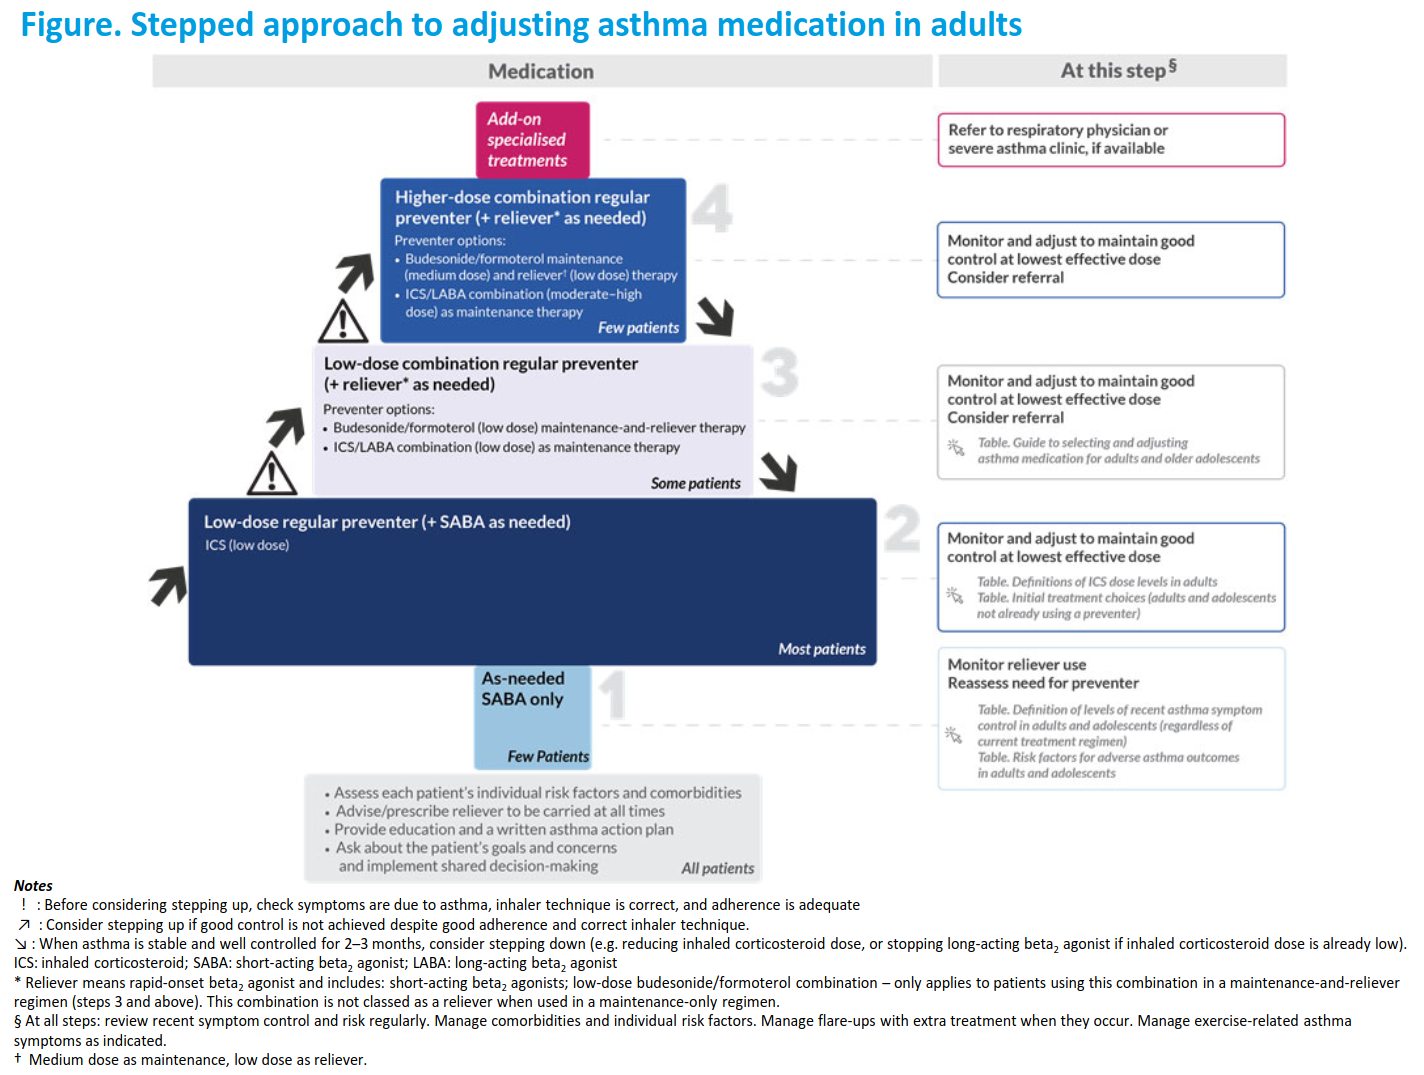 Figure. Stepped approach to adjusting asthma medication in adults
Medication
At this step§
Add-on
specialised
treatments
Refer to respiratory physician or
severe asthma clinic, if available
Higher-dose combination regular
preventer (+ reliever* as needed)
Preventer options:
• Budesonide/formoterol maintenance
(medium dose) and reliever† (low dose) therapy
• ICS/LABA combination (moderate–high
dose) as maintenance therapy
Few patients
4
Monitor and adjust to maintain good
control at lowest effective dose
Consider referral
!
Low-dose combination regular preventer
(+ reliever* as needed)
Preventer options:
• Budesonide/formoterol (low dose) maintenance-and-reliever therapy
• ICS/LABA combination (low dose) as maintenance therapy
Some patients
3
Monitor and adjust to maintain good
control at lowest effective dose
Consider referral
Table. Guide to selecting and adjusting
asthma medication for adults and older adolescents
!
Low-dose regular preventer (+ SABA as needed)
ICS (low dose)
Most patients
2
Monitor and adjust to maintain good
control at lowest effective dose
Table. Definitions of ICS dose levels in adults
Table. Initial treatment choices (adults and adolescents
not already using a preventer)
As-needed
SABA only
Few Patients
1
Monitor reliever use
Reassess need for preventer
Table. Definition of levels of recent asthma symptom
control in adults and adolescents (regardless of
current treatment regimen)
Table. Risk factors for adverse asthma outcomes
in adults and adolescents
• Assess each patient's individual risk factors and comorbidities
• Advise/prescribe reliever to be carried at all times
• Provide education and a written asthma action plan
• Ask about the patient's goals and concerns
and implement shared decision-making
All patients
Notes
! : Before considering stepping up, check symptoms are due to asthma, inhaler technique is correct, and adherence is adequate
↗ : Consider stepping up if good control is not achieved despite good adherence and correct inhaler technique.
↘ : When asthma is stable and well controlled for 2–3 months, consider stepping down (e.g. reducing inhaled corticosteroid dose, or stopping long-acting beta₂ agonist if inhaled corticosteroid dose is already low).
ICS: inhaled corticosteroid; SABA: short-acting beta₂ agonist; LABA: long-acting beta₂ agonist
* Reliever means rapid-onset beta₂ agonist and includes: short-acting beta₂ agonists; low-dose budesonide/formoterol combination – only applies to patients using this combination in a maintenance-and-reliever
regimen (steps 3 and above). This combination is not classed as a reliever when used in a maintenance-only regimen.
§ At all steps: review recent symptom control and risk regularly. Manage comorbidities and individual risk factors. Manage flare-ups with extra treatment when they occur. Manage exercise-related asthma
symptoms as indicated.
† Medium dose as maintenance, low dose as reliever.